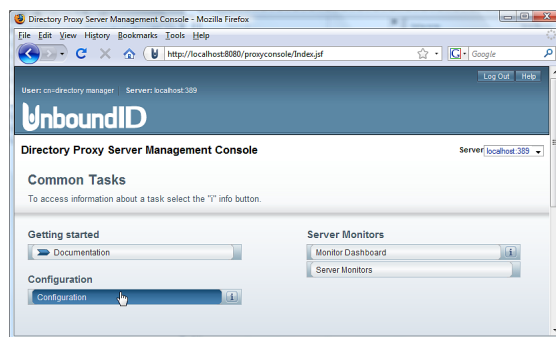 Directory Proxy Server Management Console - Mozilla Firefox
File Edit View History Bookmarks Tools Help
http://localhost:8080/proxyconsole/Index.jsf
Google
Log Out Help
User: cn=directory manager Server: localhost:389
UnboundID
Directory Proxy Server Management Console
Server localhost:389
Common Tasks
To access information about a task select the "i" info button.
Getting started
Documentation
Configuration
Configuration
i
Server Monitors
Monitor Dashboard
i
Server Monitors